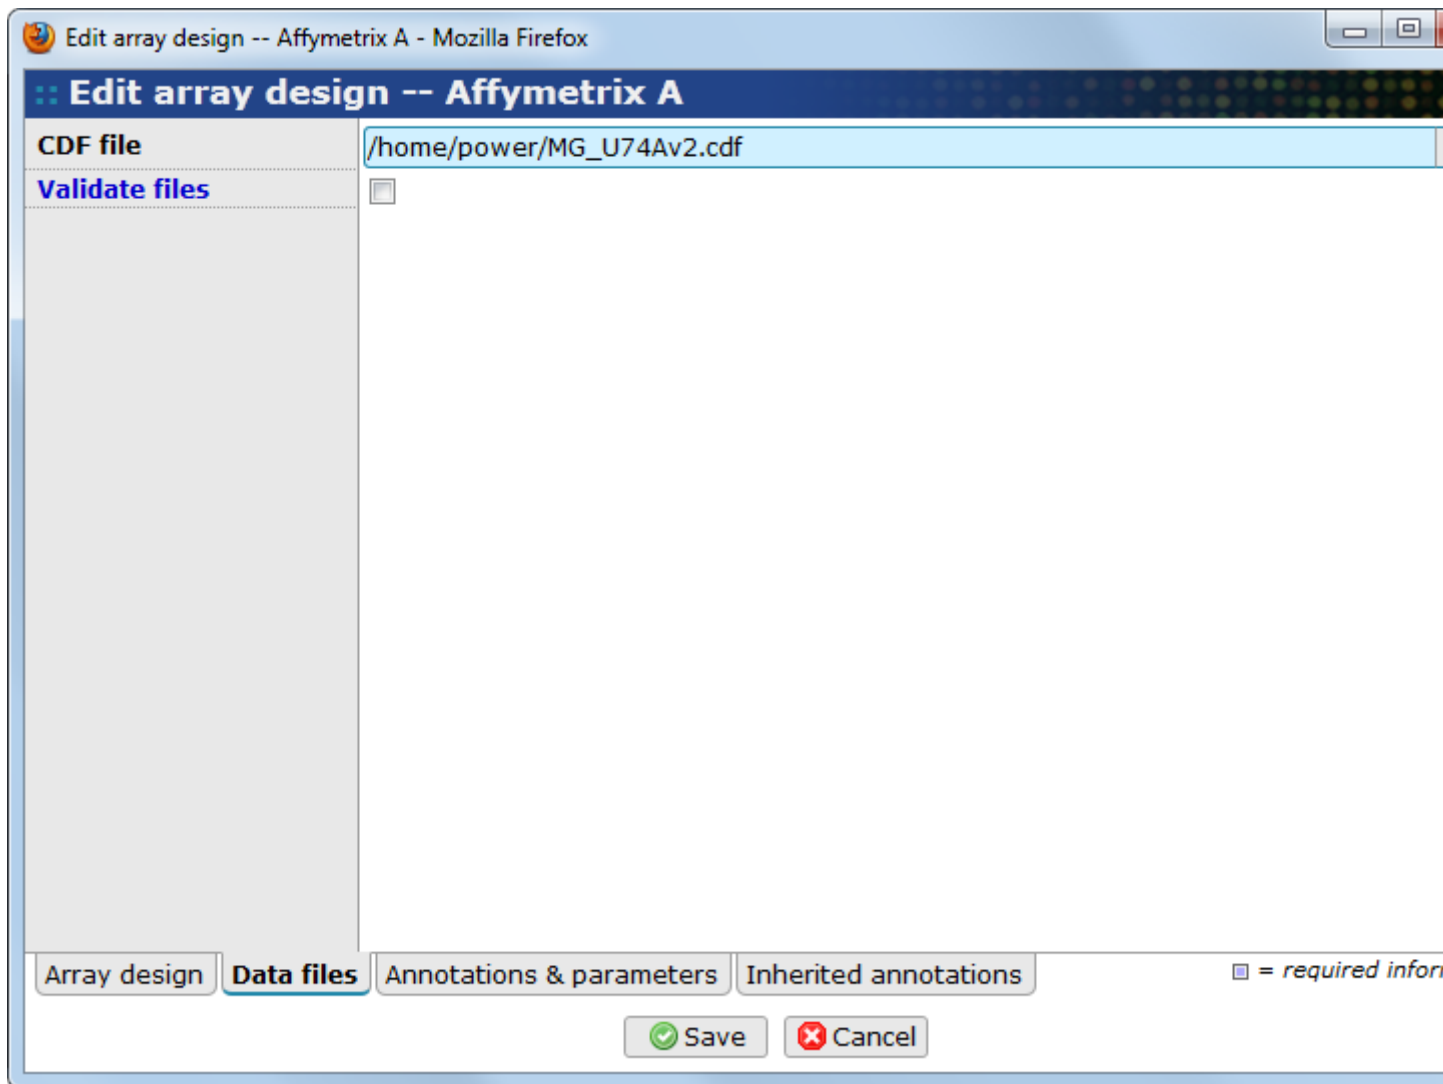 Edit array design -- Affymetrix A - Mozilla Firefox
:: Edit array design -- Affymetrix A
CDF file /home/power/MG_U74Av2.cdf
Validate files
Array design Data files Annotations & parameters Inherited annotations = required
Save Cancel